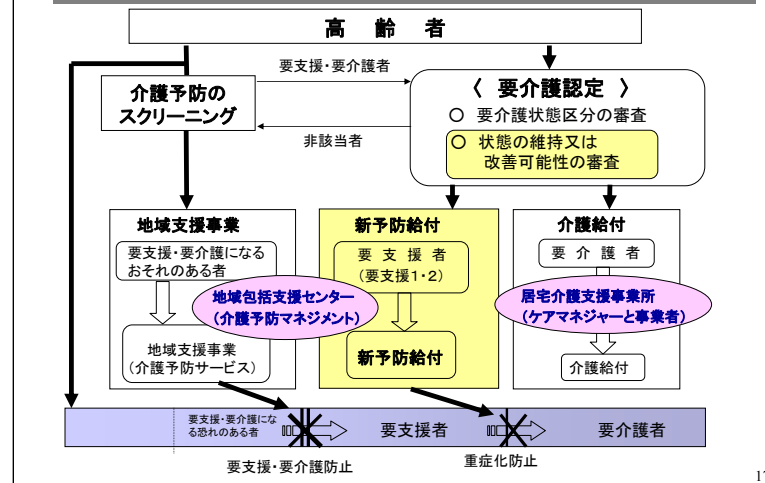 高 齢 者
要支援・要介護者
介護予防の
スクリーニング
非該当者
〈 要介護認定 〉
○ 要介護状態区分の審査
○ 状態の維持又は
改善可能性の審査
地域支援事業
要支援・要介護になる
おそれのある者
地域支援事業
(介護予防サービス)
地域包括支援センター
(介護予防マネジメント)
新予防給付
要 支 援 者
(要支援1・2)
新予防給付
介護給付
要 介 護 者
居宅介護支援事業所
(ケアマネジャーと事業者)
介護給付
要支援・要介護にな
る恐れのある者
要支援者
要介護者
要支援・要介護防止
重症化防止
17